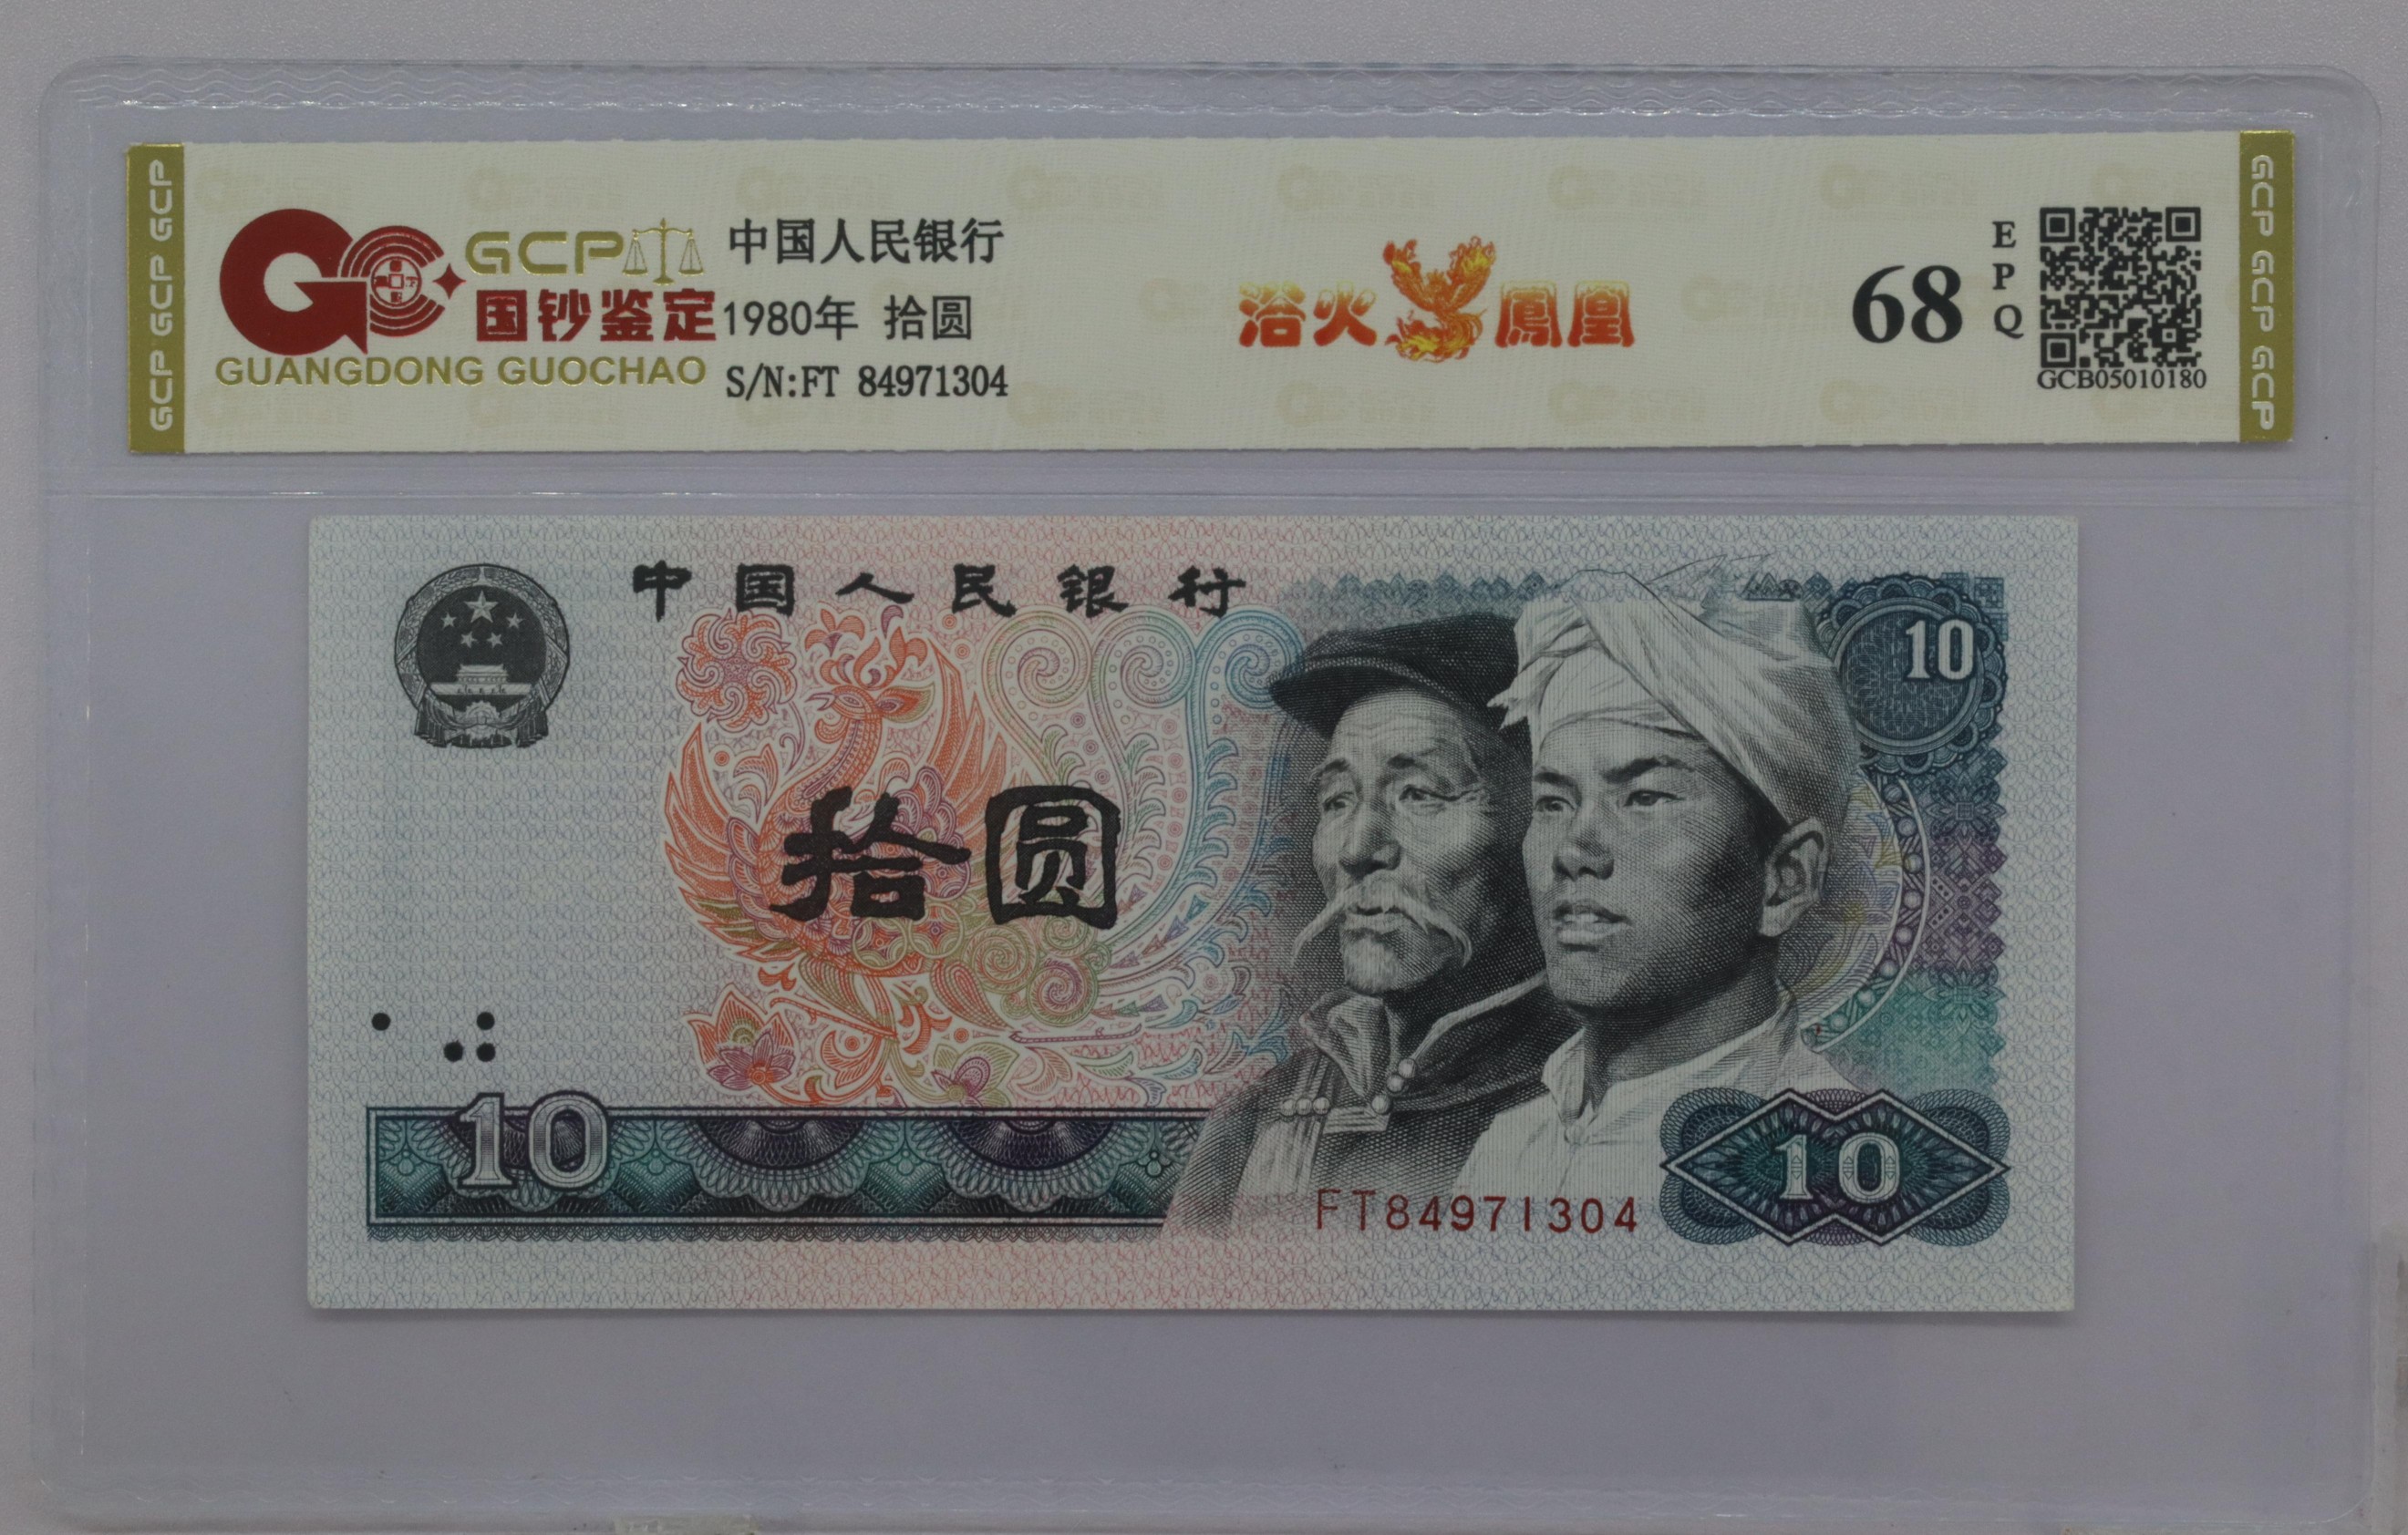 GCP GCP GCP
GCP
国钞鉴定
GUANGDONG GUOCHAO
中国人民银行
1980年 拾圆
S/N:FT 84971304
浴火鳳凰
68
EPQ
GCB05010180
GCP GCP GCP
中国人民银行
10
拾圆
10
FT84971304
10